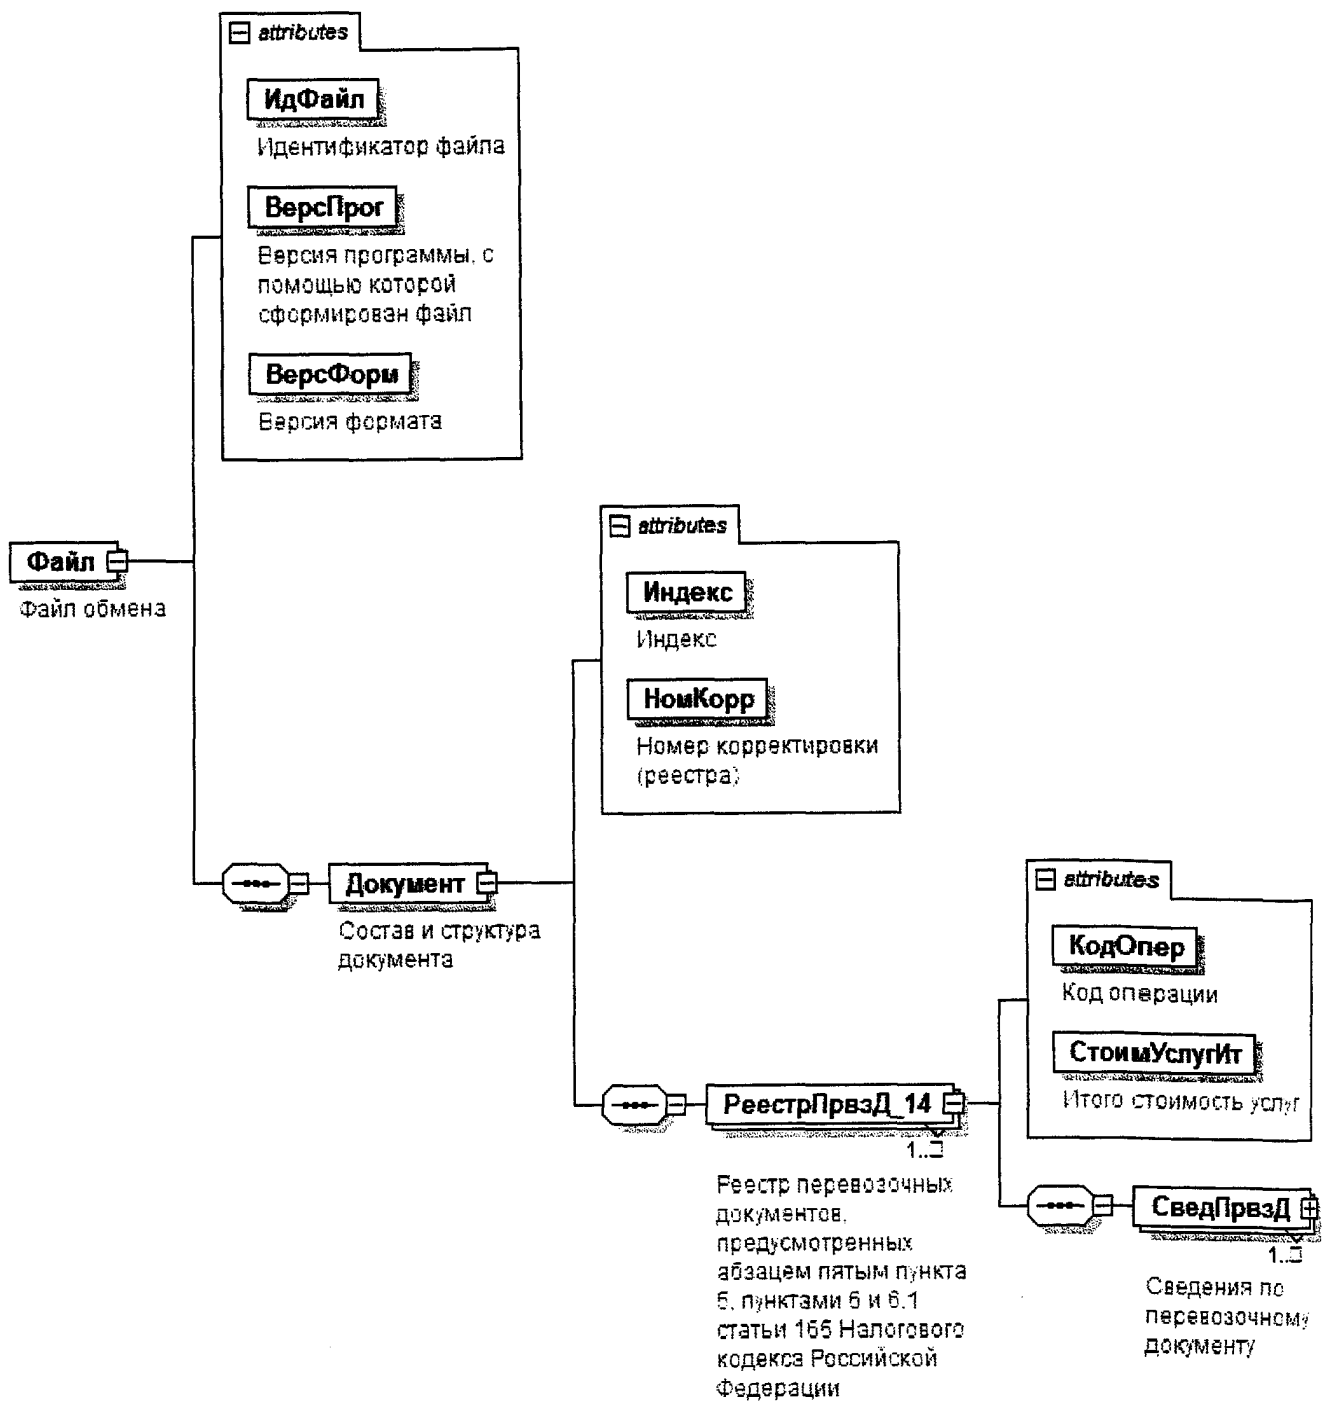 attributes
ИдФайл
Идентификатор файла
ВерсПрог
Версия программы, с
помощью которой
сформирован файл
ВерсФорм
Версия формата
Файл
Файл обмена
attributes
Индекс
Индекс
НомКорр
Номер корректировки
(реестра)
Документ
Состав и структура
документа
attributes
КодОпер
Код операции
СтоимУслугИт
Итого стоимость услуг
РеестрПрвзД_14
1..
Реестр перевозочных
документов,
предусмотренных
абзацем пятым пункта
5, пунктами 6 и 6.1
статьи 165 Налогового
кодекса Российской
Федерации
СведПрвзД
1..
Сведения по
перевозочному
документу